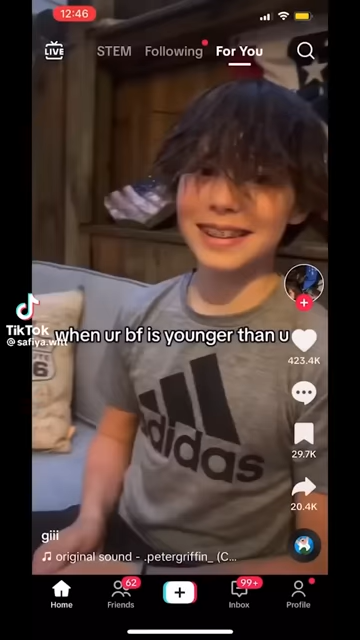 12:46
LIVE
STEM Following For You
TikTok
@safiya.witt
when ur bf is younger than u
423.4K
adidas
29.7K
20.4K
giii
original sound - .petergriffin_ (C...
62
99+
Home Friends Inbox Profile